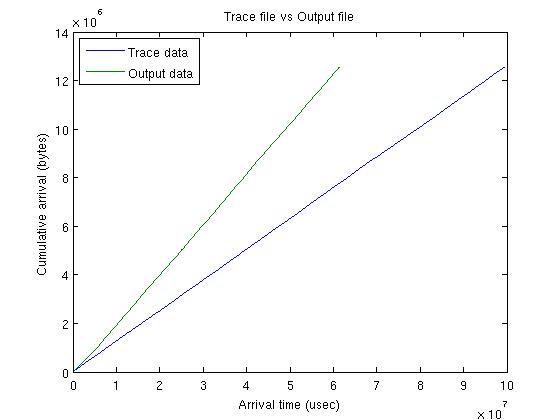 Trace file vs Output file
× 10 6
14
12
10
8
6
4
2
0
Cumulative arrival (bytes)
Trace data
Output data
0 1 2 3 4 5 6 7 8 9 10
Arrival time (usec)
× 10 7